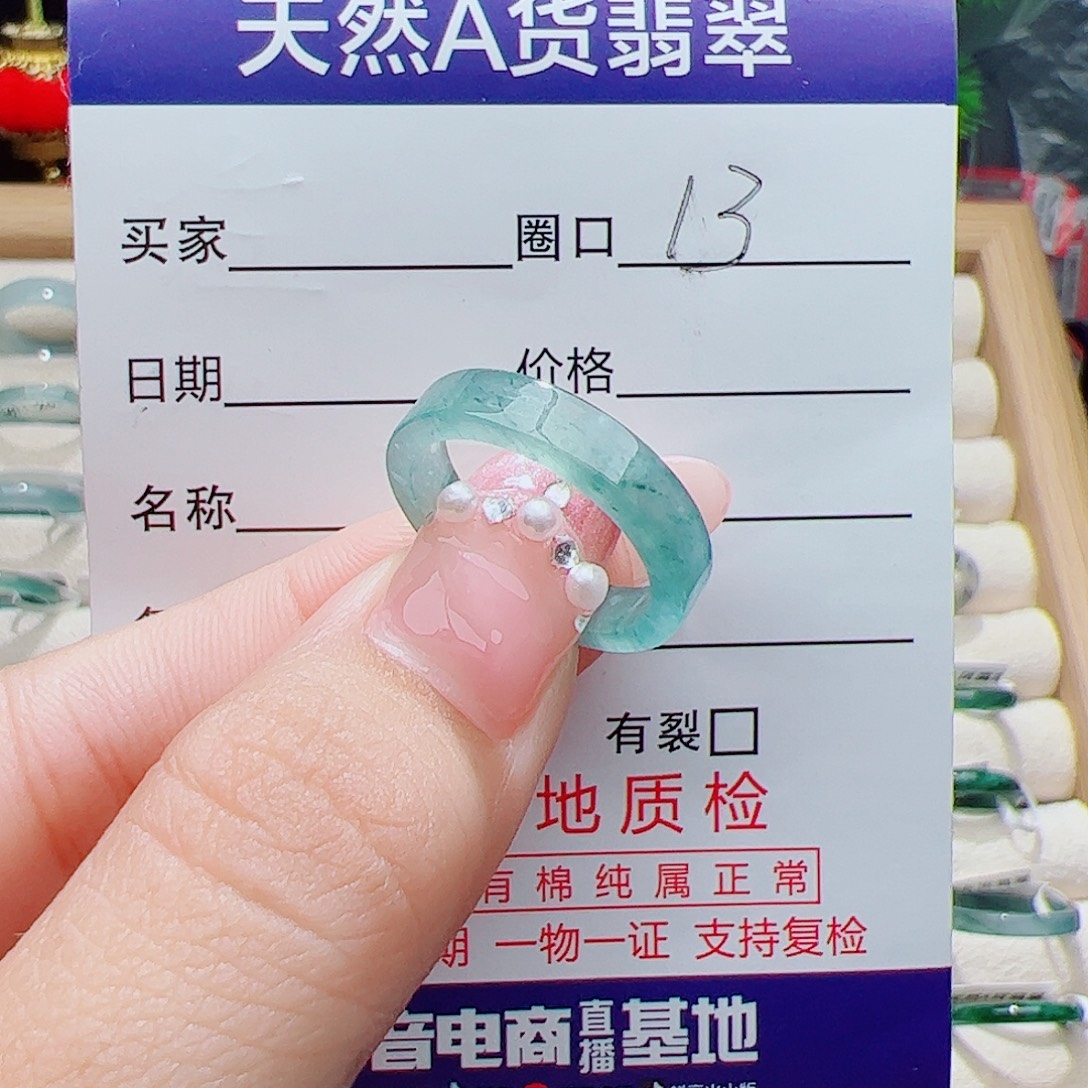 天然A货翡翠
买家 圈口 13
日期 价格
名称
有裂
地质检
有棉纯属正常
期 一物一证 支持复检
音电商直播基地